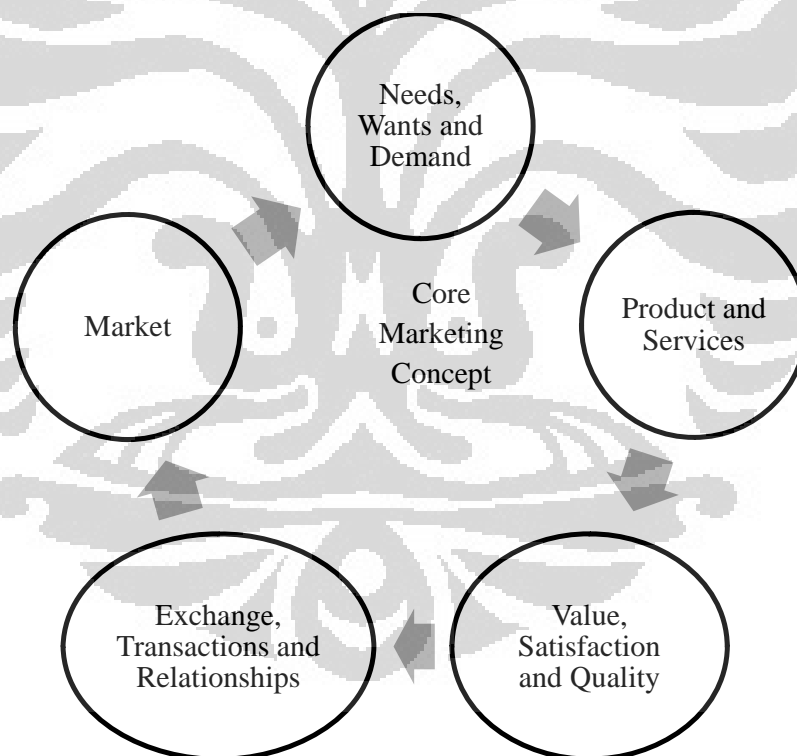 Needs,
Wants and
Demand
Core
Marketing
Concept
Product and
Services
Market
Value,
Satisfaction
and Quality
Exchange,
Transactions and
Relationships